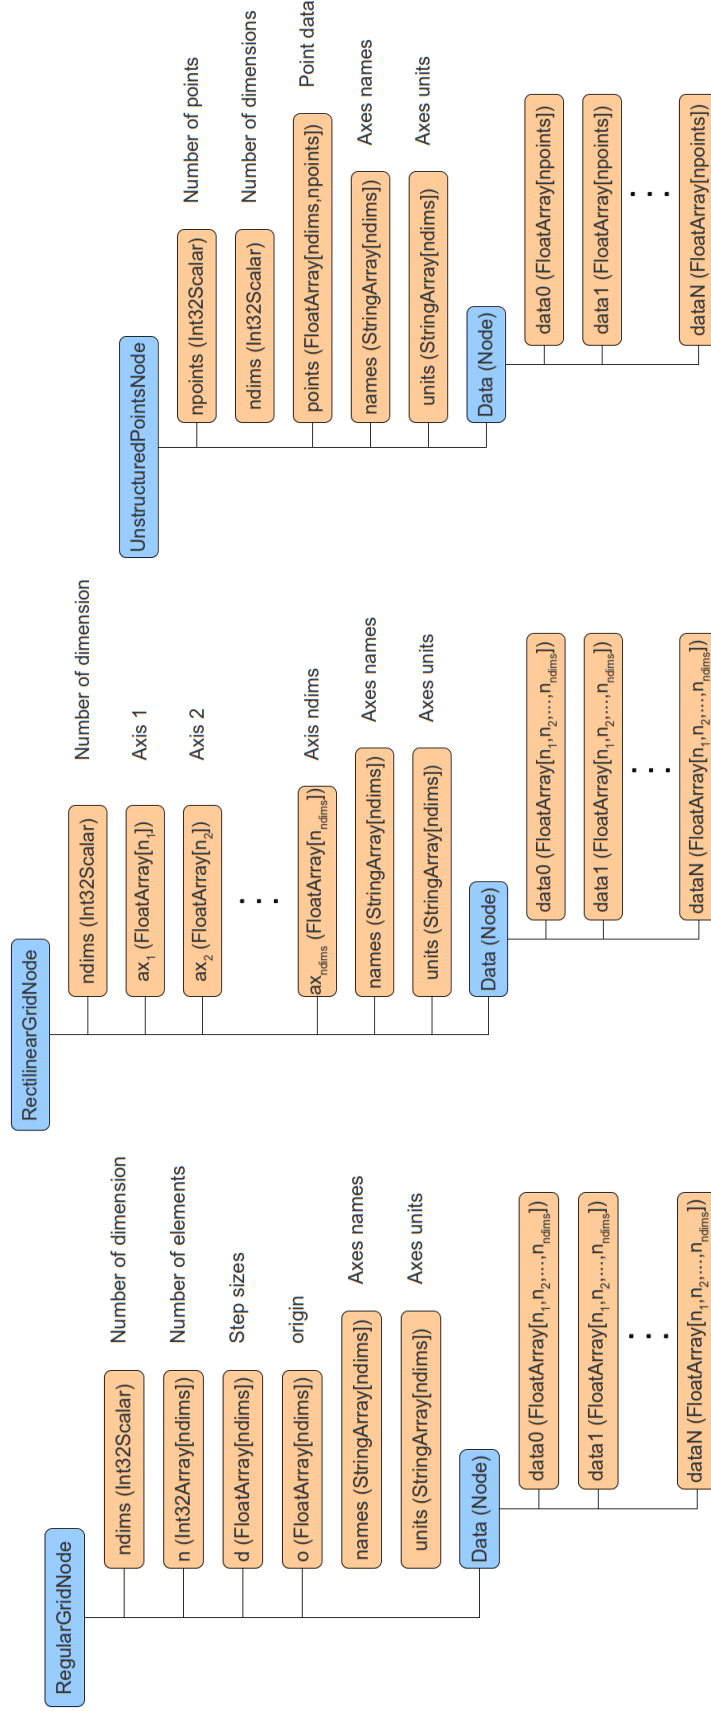 RegularGridNode
ndims (Int32Scalar)
Number of dimension
n (Int32Array[ndims])
Number of elements
d (FloatArray[ndims])
Step sizes
o (FloatArray[ndims])
origin
names (StringArray[ndims])
Axes names
units (StringArray[ndims])
Axes units
Data (Node)
data0 (FloatArray[n1,n2,...,nndims])
data1 (FloatArray[n1,n2,...,nndims])
...
dataN (FloatArray[n1,n2,...,nndims])
RectilinearGridNode
ndims (Int32Scalar)
Number of dimension
ax1 (FloatArray[n1])
Axis 1
ax2 (FloatArray[n2])
Axis 2
...
axndims (FloatArray[nndims])
Axis ndims
names (StringArray[ndims])
Axes names
units (StringArray[ndims])
Axes units
Data (Node)
data0 (FloatArray[n1,n2,...,nndims])
data1 (FloatArray[n1,n2,...,nndims])
...
dataN (FloatArray[n1,n2,...,nndims])
UnstructuredPointsNode
npoints (Int32Scalar)
Number of points
ndims (Int32Scalar)
Number of dimensions
points (FloatArray[ndims,npoints])
Point data
names (StringArray[ndims])
Axes names
units (StringArray[ndims])
Axes units
Data (Node)
data0 (FloatArray[npoints])
data1 (FloatArray[npoints])
...
dataN (FloatArray[npoints])